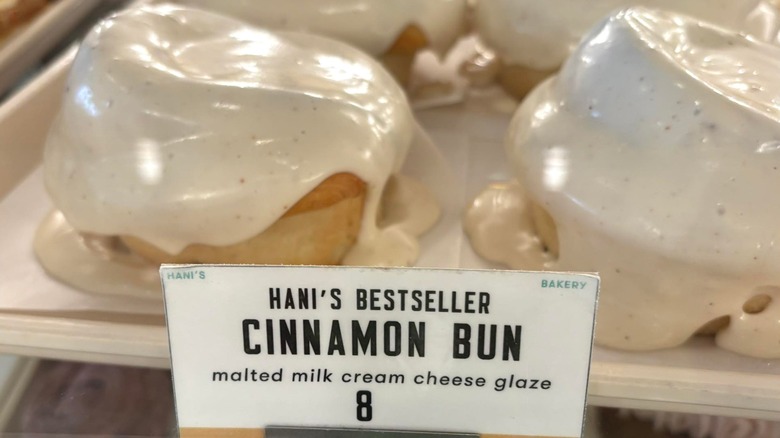 HANI'S BAKERY
HANI'S BESTSELLER
CINNAMON BUN
malted milk cream cheese glaze
8